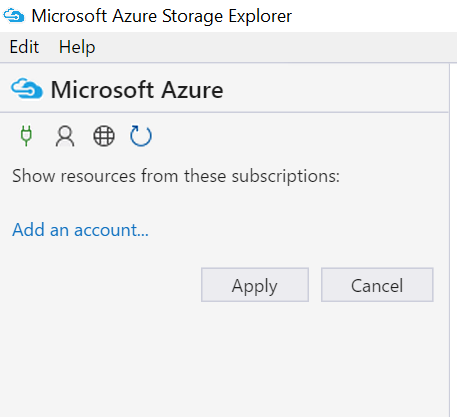 Microsoft Azure Storage Explorer
Edit Help
Microsoft Azure
Show resources from these subscriptions:
Add an account...
Apply Cancel